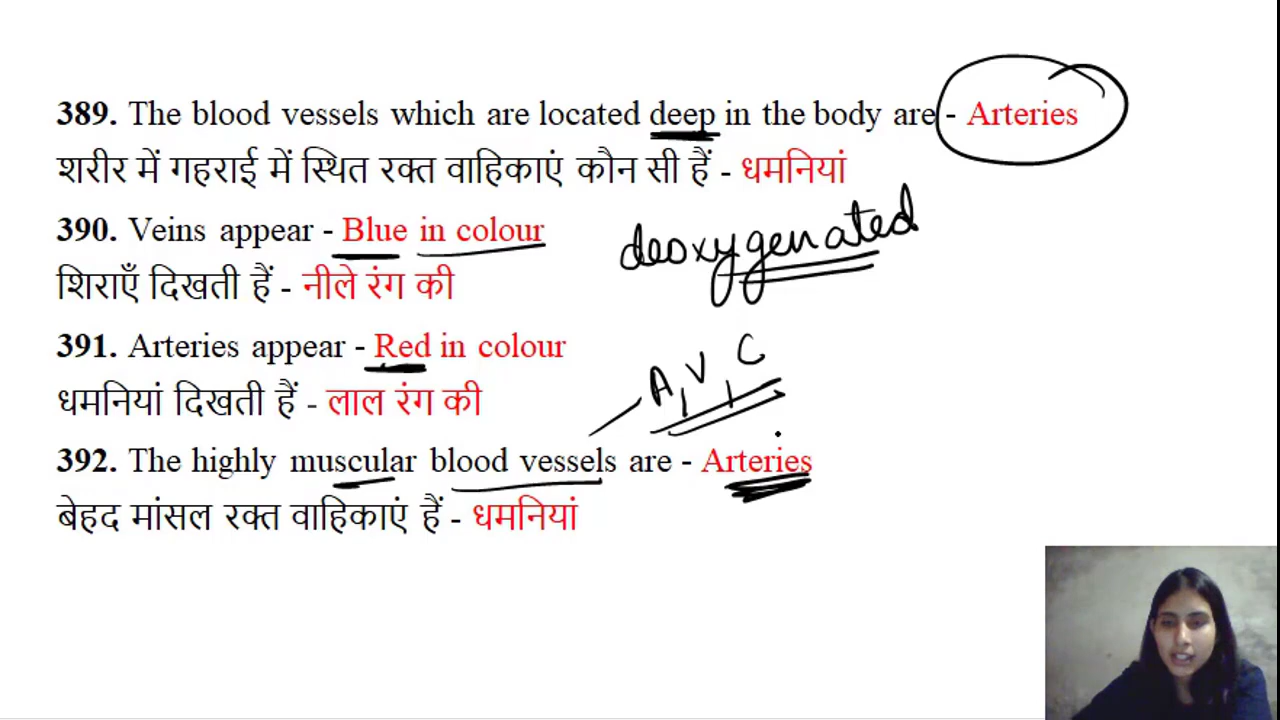 389. The blood vessels which are located deep in the body are - Arteries
शरीर में गहराई में स्थित रक्त वाहिकाएं कौन सी हैं - धमनियां
390. Veins appear - Blue in colour
deoxygenated
शिराएँ दिखती हैं - नीले रंग की
391. Arteries appear - Red in colour
A, V, C
धमनियां दिखती हैं - लाल रंग की
392. The highly muscular blood vessels are - Arteries
बेहद मांसल रक्त वाहिकाएं हैं - धमनियां